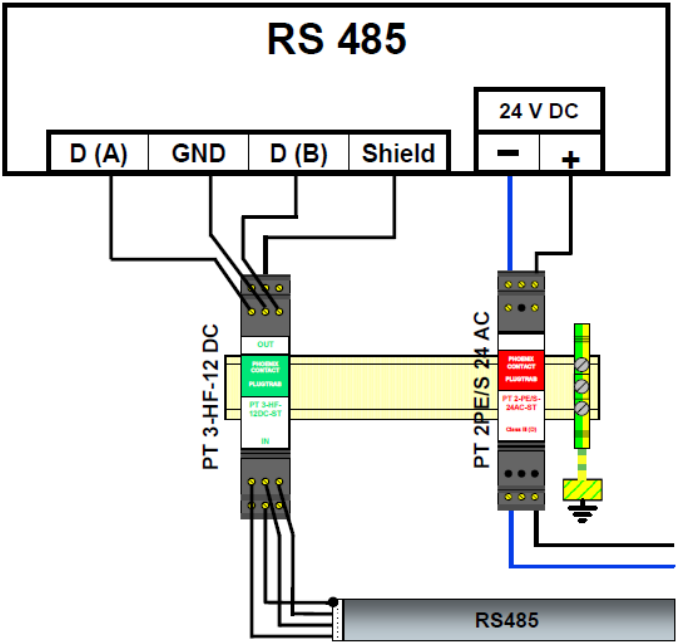 RS 485
24 V DC
D (A) GND D (B) Shield
− +
PT 3-HF-12 DC
OUT
PHOENIX
CONTACT
PLUGTRAB
PT 3-HF-
12DC-ST
IN
PT 2PE/S 24 AC
PHOENIX
CONTACT
PLUGTRAB
PT 2-PE/S-
24AC-ST
Class III (C)
RS485